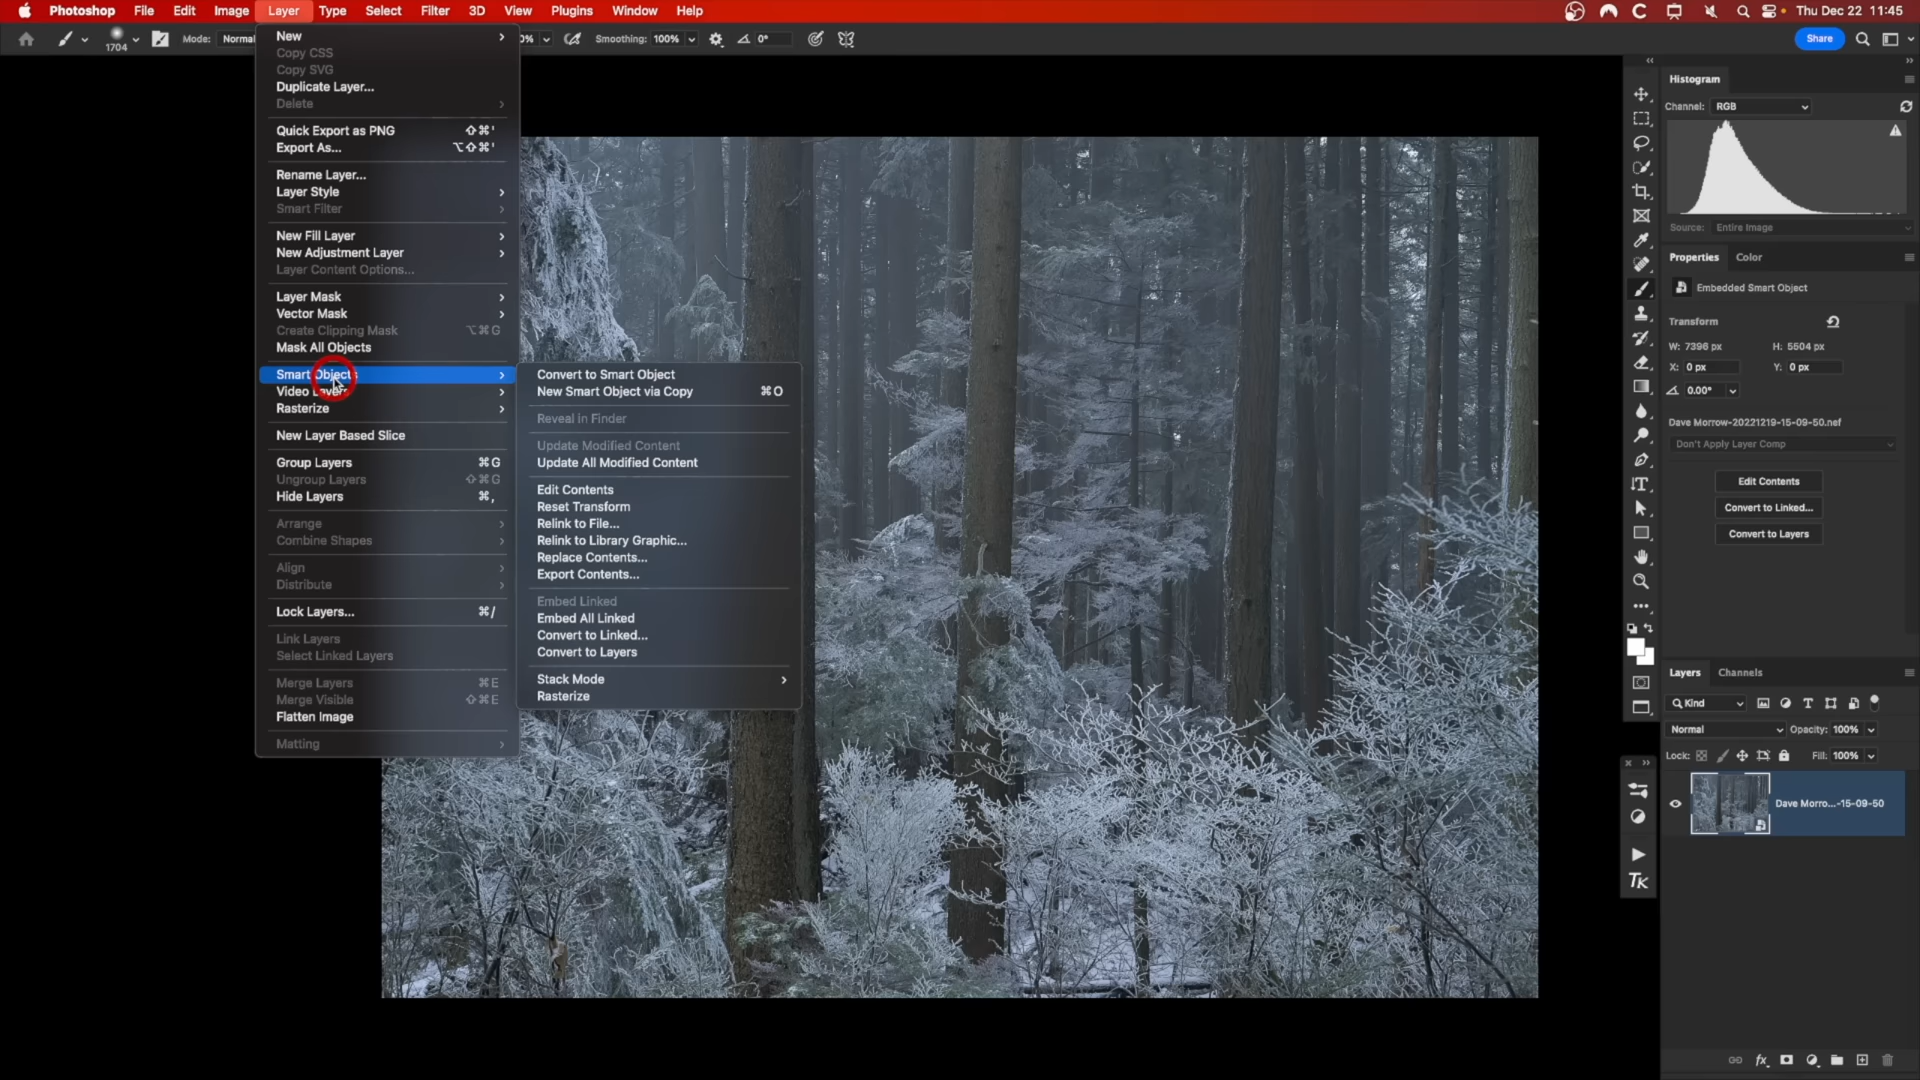 Photoshop File Edit Image Layer Type Select Filter 3D View Plugins Window Help Thu Dec 22 11:45
1704 Mode: Normal 0% Smoothing: 100% 0° Share
New
Copy CSS
Copy SVG
Duplicate Layer...
Delete
Quick Export as PNG ⇧⌘'
Export As... ⌥⇧⌘'
Rename Layer...
Layer Style
Smart Filter
New Fill Layer
New Adjustment Layer
Layer Content Options...
Layer Mask
Vector Mask
Create Clipping Mask ⌥⌘G
Mask All Objects
Smart Objects
Video Layers
Rasterize
New Layer Based Slice
Group Layers ⌘G
Ungroup Layers ⇧⌘G
Hide Layers ⌘,
Arrange
Combine Shapes
Align
Distribute
Lock Layers... ⌘/
Link Layers
Select Linked Layers
Merge Layers ⌘E
Merge Visible ⇧⌘E
Flatten Image
Matting
Convert to Smart Object
New Smart Object via Copy ⌘O
Reveal in Finder
Update Modified Content
Update All Modified Content
Edit Contents
Reset Transform
Relink to File...
Relink to Library Graphic...
Replace Contents...
Export Contents...
Embed Linked
Embed All Linked
Convert to Linked...
Convert to Layers
Stack Mode
Rasterize
Histogram
Channel: RGB
Source: Entire Image
Properties Color
Embedded Smart Object
Transform
W: 7396 px H: 5504 px
X: 0 px Y: 0 px
0.00°
Dave Morrow-20221219-15-09-50.nef
Don't Apply Layer Comp
Edit Contents
Convert to Linked...
Convert to Layers
Layers Channels
Kind
Normal Opacity: 100%
Lock: Fill: 100%
Dave Morro...-15-09-50
TK